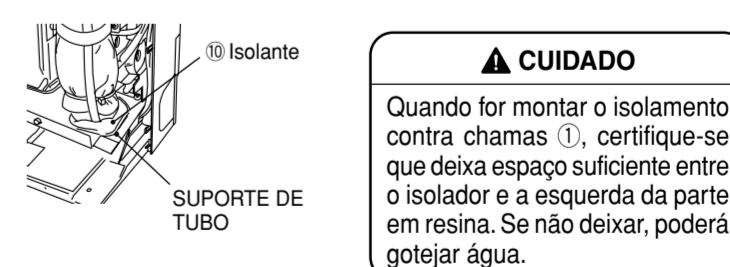 ⑩ Isolante
SUPORTE DE
TUBO
⚠ CUIDADO
Quando for montar o isolamento
contra chamas ①, certifique-se
que deixa espaço suficiente entre
o isolador e a esquerda da parte
em resina. Se não deixar, poderá
gotejar água.